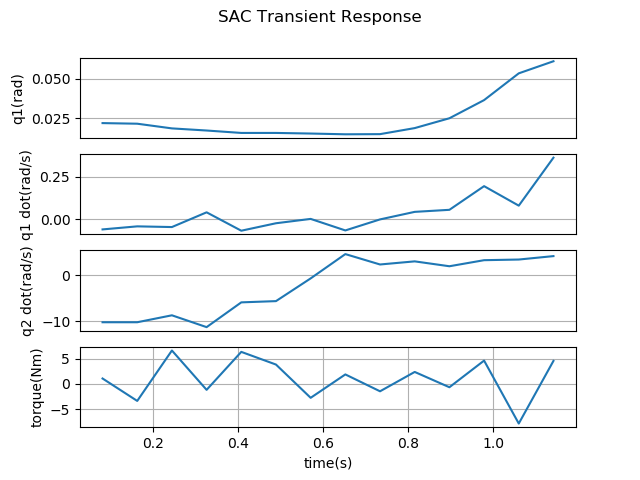 SAC Transient Response
0.050
0.025
q1(rad)
0.25
0.00
q1 dot(rad/s)
0
−10
q2 dot(rad/s)
5
0
−5
torque(Nm)
0.2 0.4 0.6 0.8 1.0
time(s)